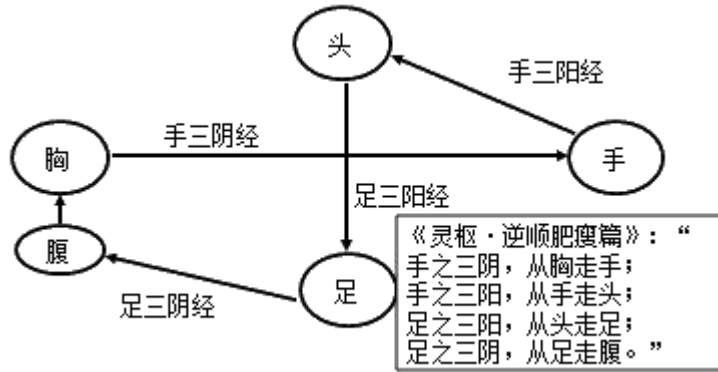 头
手三阳经
手三阴经
胸
手
足三阳经
腹
足
足三阴经
《灵枢·逆顺肥瘦篇》：“
手之三阴，从胸走手；
手之三阳，从手走头；
足之三阳，从头走足；
足之三阴，从足走腹。”